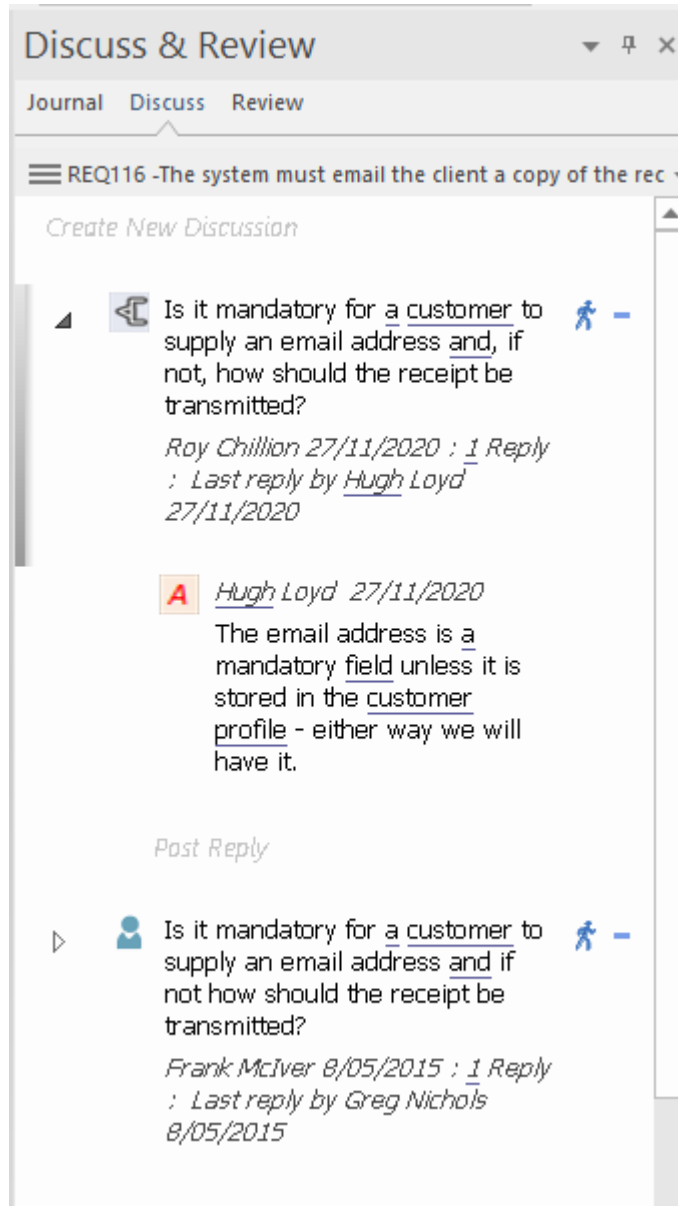 Discuss & Review
Journal Discuss Review
REQ116 -The system must email the client a copy of the rec
Create New Discussion
Is it mandatory for a customer to
supply an email address and, if
not, how should the receipt be
transmitted?
Roy Chillion 27/11/2020 : 1 Reply
: Last reply by Hugh Loyd
27/11/2020
A Hugh Loyd 27/11/2020
The email address is a
mandatory field unless it is
stored in the customer
profile - either way we will
have it.
Post Reply
Is it mandatory for a customer to
supply an email address and if
not how should the receipt be
transmitted?
Frank McIver 8/05/2015 : 1 Reply
: Last reply by Greg Nichols
8/05/2015